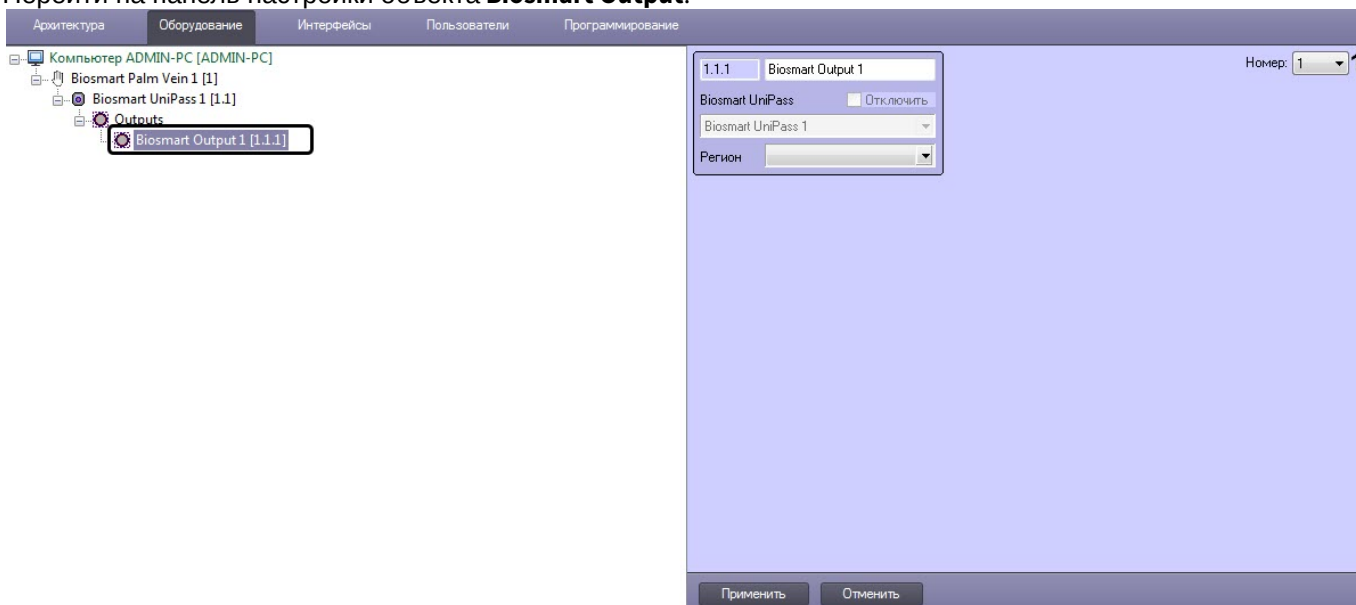 Перейти на панель настройки объекта Biosmart Output.
Архитектура Оборудование Интерфейсы Пользователи Программирование
Компьютер ADMIN-PC [ADMIN-PC]
Biosmart Palm Vein 1 [1]
Biosmart UniPass 1 [1.1]
Outputs
Biosmart Output 1 [1.1.1]
1.1.1 Biosmart Output 1
Biosmart UniPass Отключить
Biosmart UniPass 1
Регион
Номер: 1
Применить Отменить